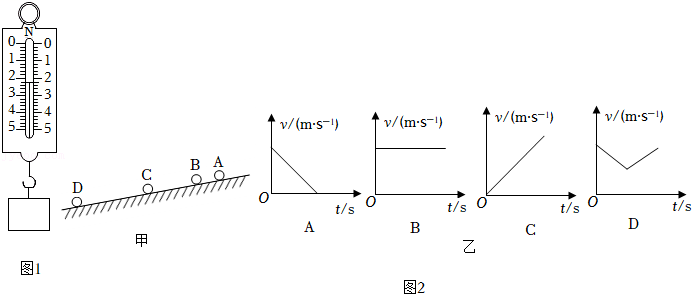 N
0 0
1 1
2 2
3 3
4 4
5 5
图1
D C B A
甲
v/(m·s⁻¹)
O t/s
A
v/(m·s⁻¹)
O t/s
B
v/(m·s⁻¹)
O t/s
C
v/(m·s⁻¹)
O t/s
D
乙
图2